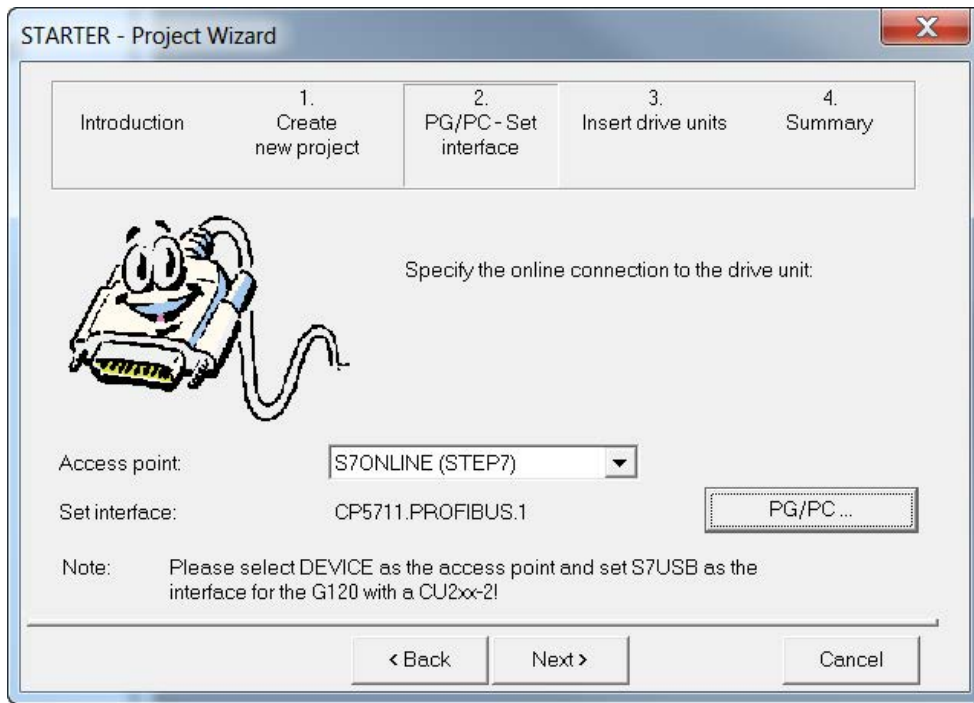 STARTER - Project Wizard
Introduction
1.
Create
new project
2.
PG/PC - Set
interface
3.
Insert drive units
4.
Summary
Specify the online connection to the drive unit:
Access point:
S7ONLINE (STEP7)
Set interface:
CP5711.PROFIBUS.1
PG/PC ...
Note:
Please select DEVICE as the access point and set S7USB as the
interface for the G120 with a CU2xx-2!
< Back
Next >
Cancel